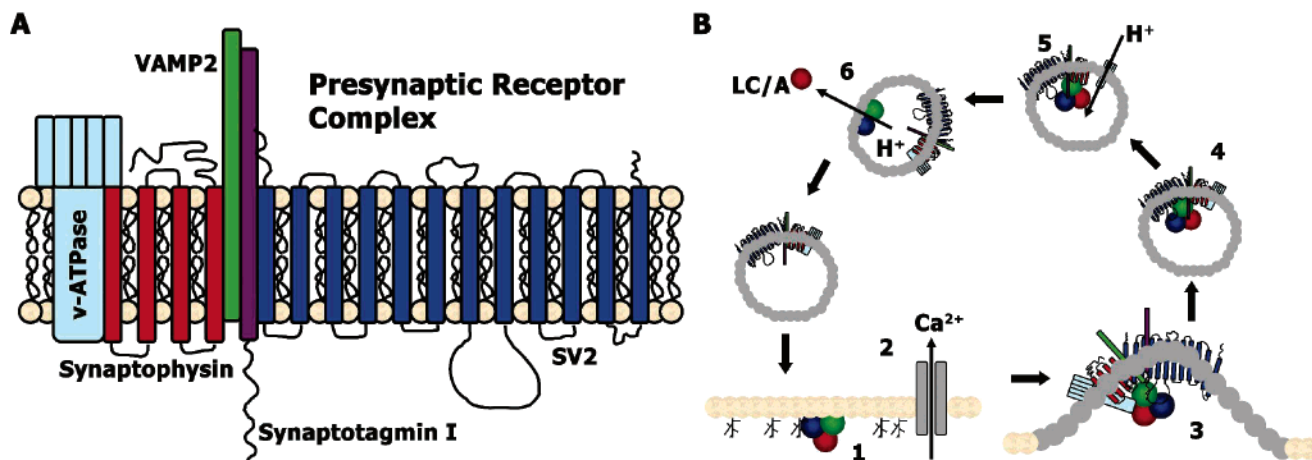 A
VAMP2
Presynaptic Receptor
Complex
v-ATPase
Synaptophysin
SV2
Synaptotagmin I
B
5
H⁺
6
LC/A
H⁺
4
Ca²⁺
2
3
1